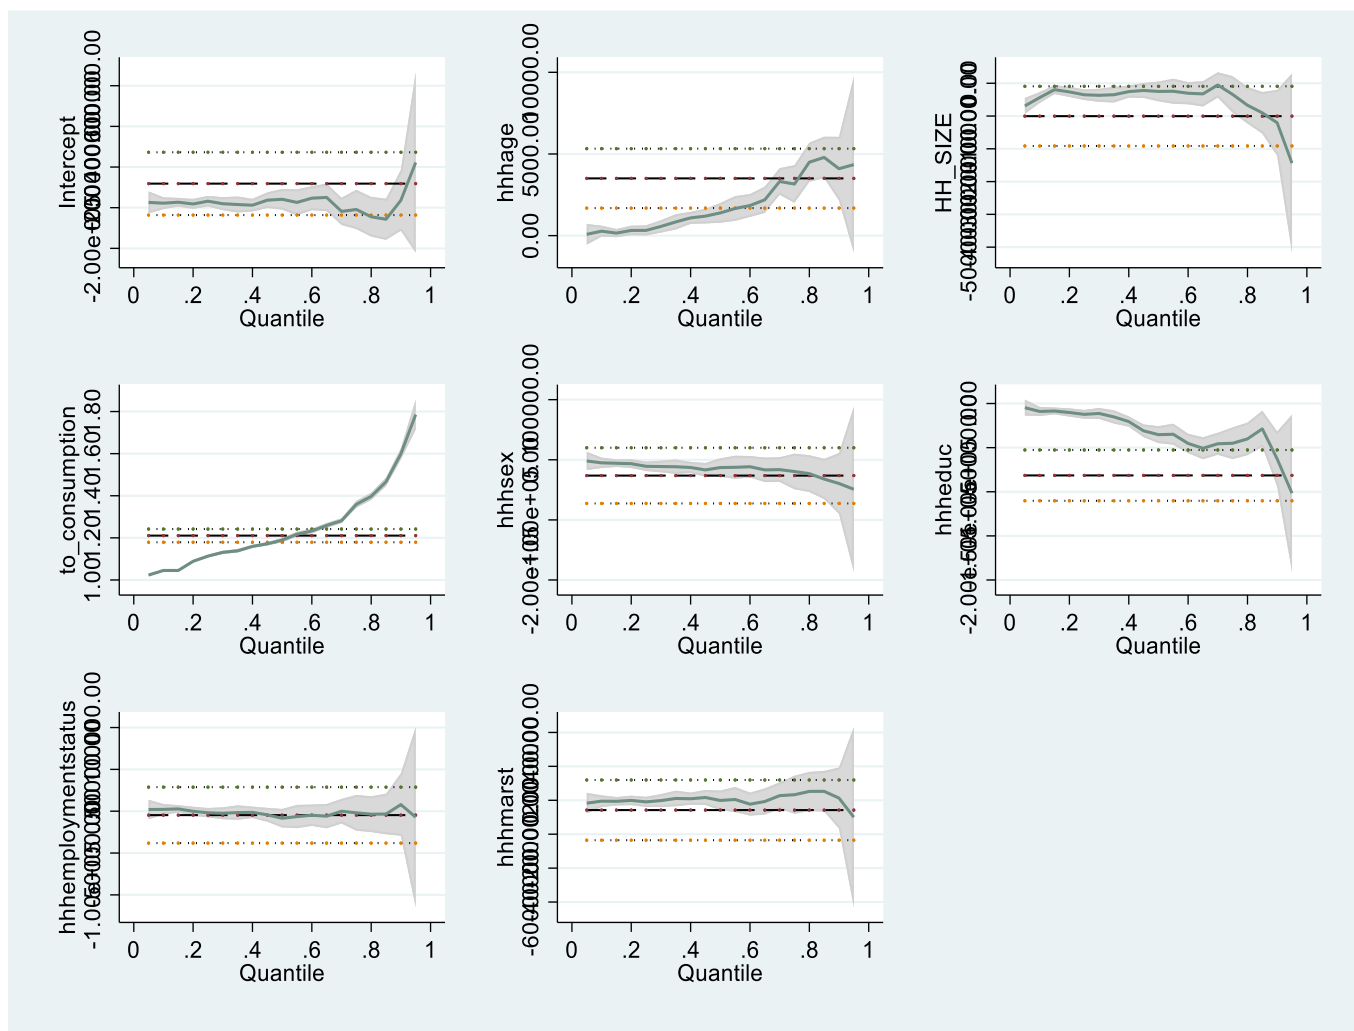 Intercept
0 .2 .4 .6 .8 1
Quantile
hhhage
0.00 5000.00 10000.00
0 .2 .4 .6 .8 1
Quantile
HH_SIZE
0 .2 .4 .6 .8 1
Quantile
to_consumption
1.00 1.20 1.40 1.60 1.80
0 .2 .4 .6 .8 1
Quantile
hhhsex
0 .2 .4 .6 .8 1
Quantile
hhheduc
0 .2 .4 .6 .8 1
Quantile
hhhemploymentstatus
0 .2 .4 .6 .8 1
Quantile
hhhmarst
0 .2 .4 .6 .8 1
Quantile